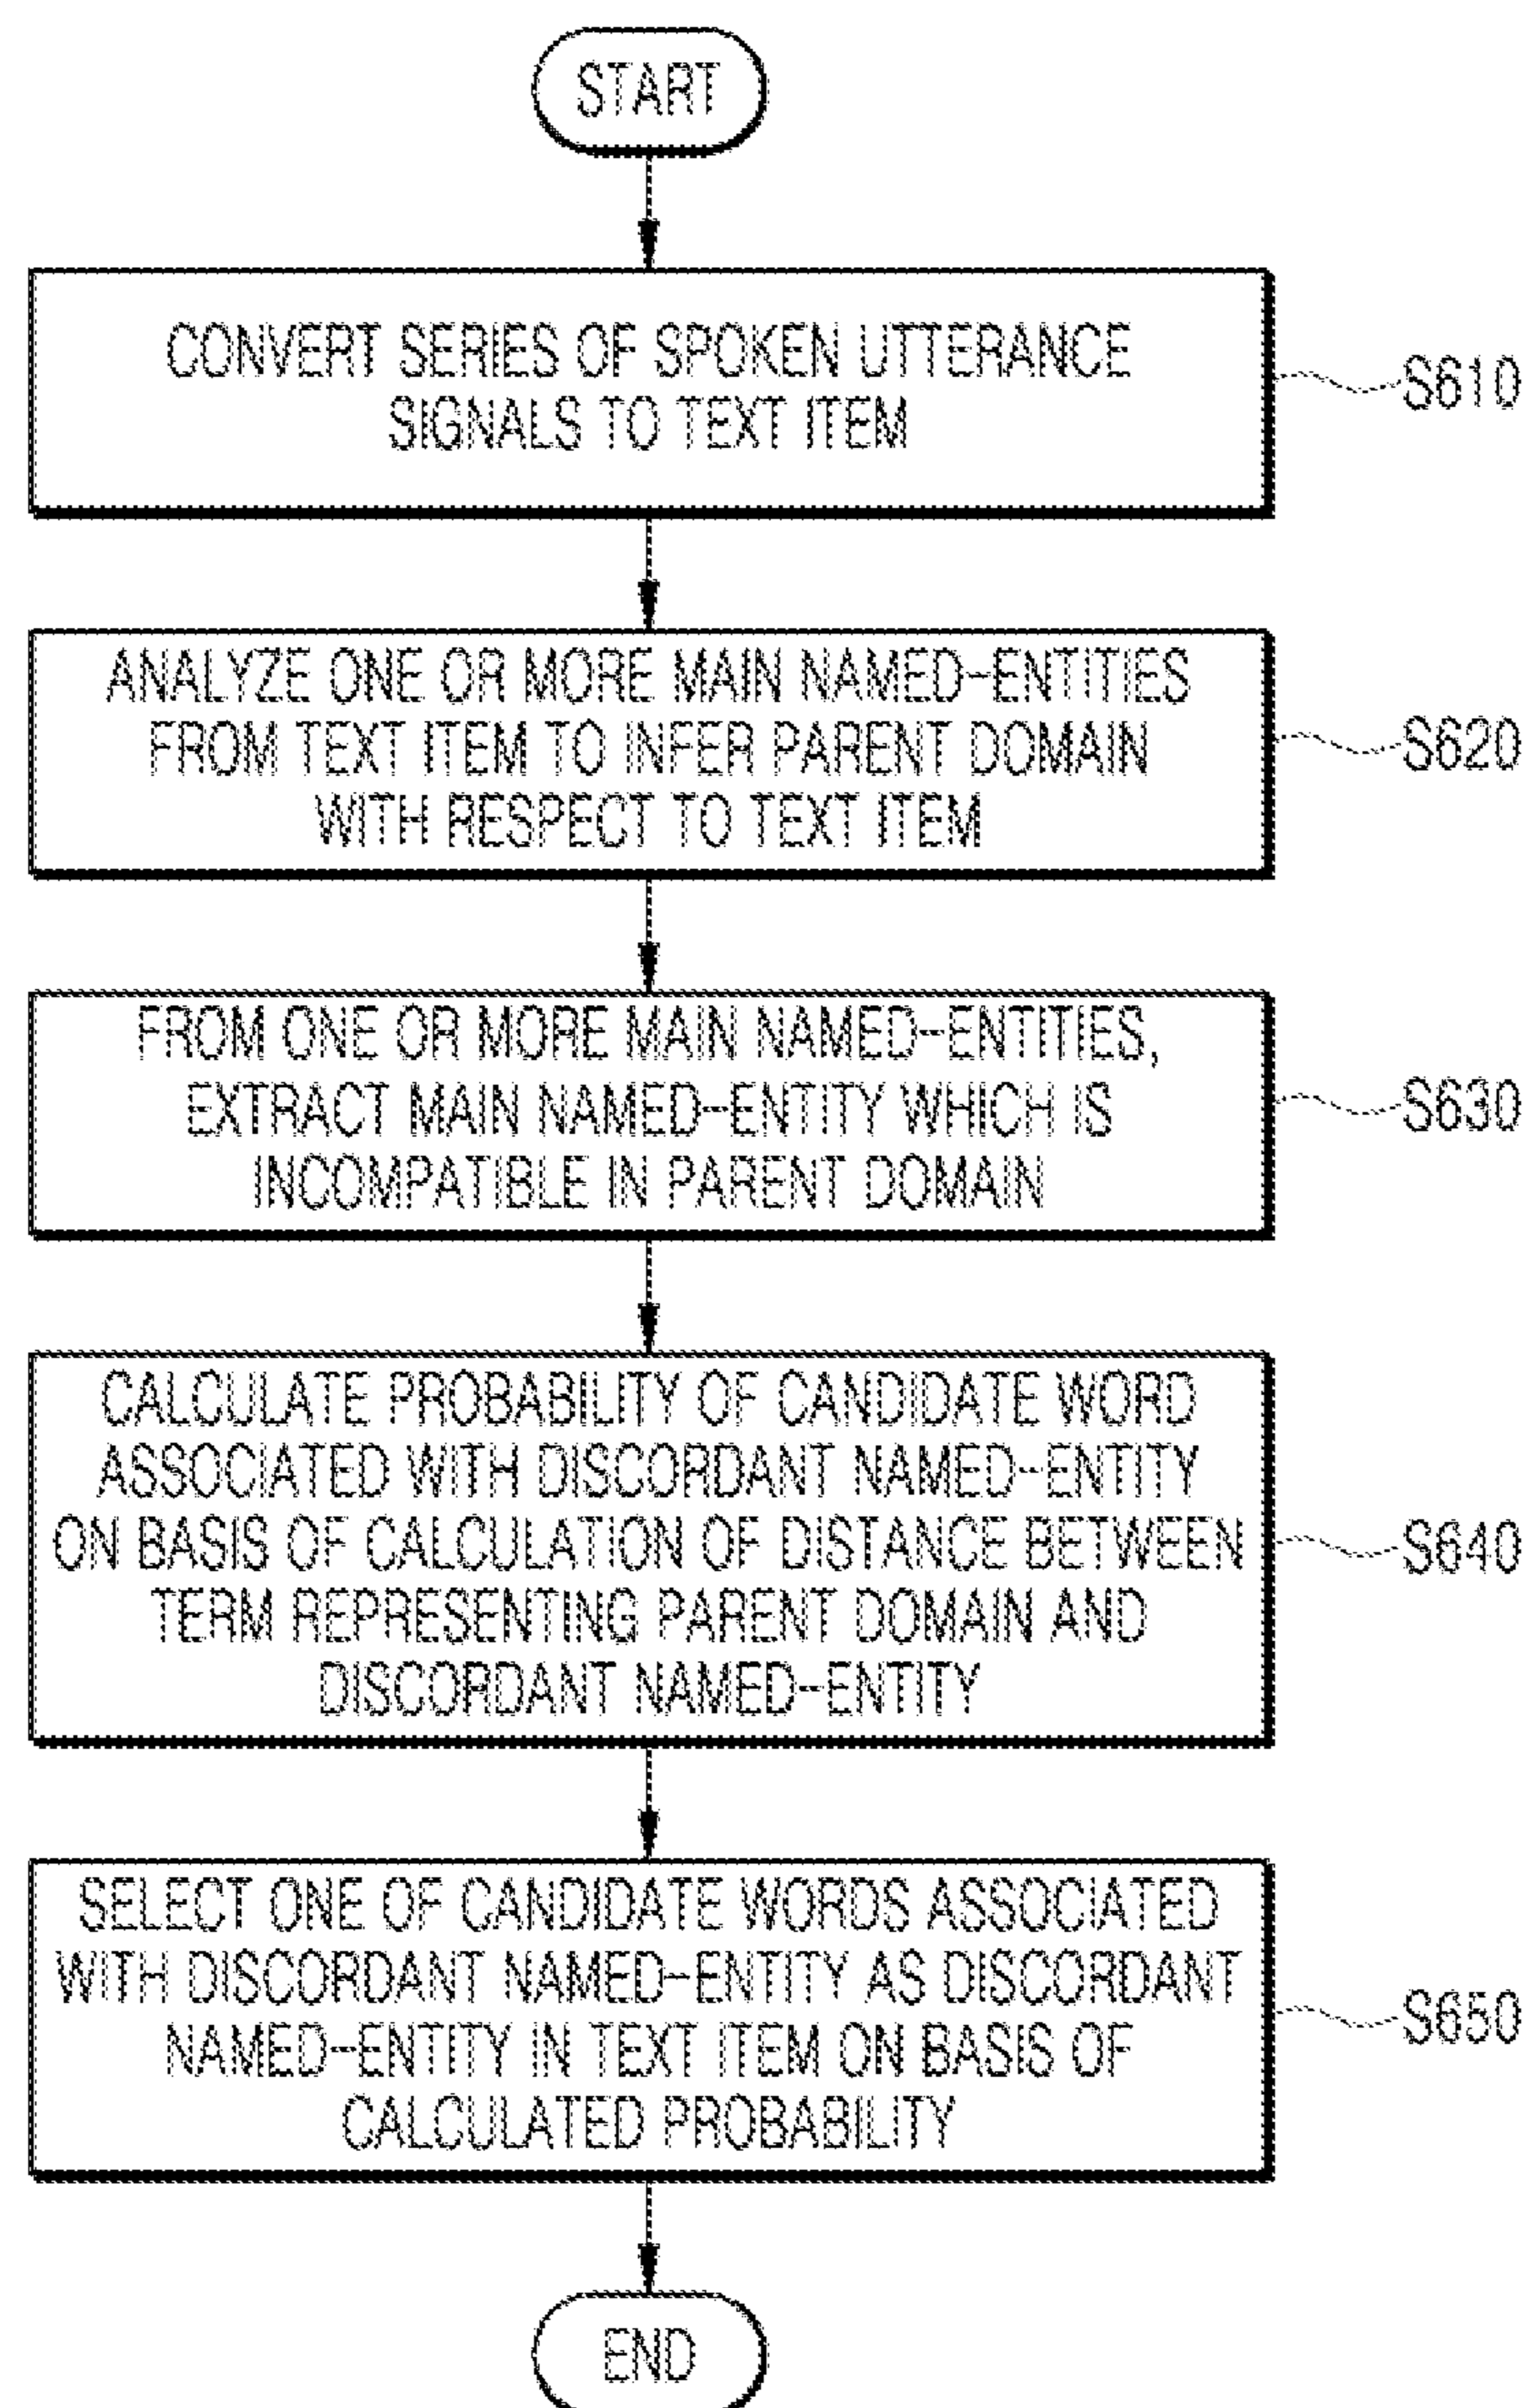 START
CONVERT SERIES OF SPOKEN UTTERANCE
SIGNALS TO TEXT ITEM
S610
ANALYZE ONE OR MORE MAIN NAMED-ENTITIES
FROM TEXT ITEM TO INFER PARENT DOMAIN
WITH RESPECT TO TEXT ITEM
S620
FROM ONE OR MORE MAIN NAMED-ENTITIES,
EXTRACT MAIN NAMED-ENTITY WHICH IS
INCOMPATIBLE IN PARENT DOMAIN
S630
CALCULATE PROBABILITY OF CANDIDATE WORD
ASSOCIATED WITH DISCORDANT NAMED-ENTITY
ON BASIS OF CALCULATION OF DISTANCE BETWEEN
TERM REPRESENTING PARENT DOMAIN AND
DISCORDANT NAMED-ENTITY
S640
SELECT ONE OF CANDIDATE WORDS ASSOCIATED
WITH DISCORDANT NAMED-ENTITY AS DISCORDANT
NAMED-ENTITY IN TEXT ITEM ON BASIS OF
CALCULATED PROBABILITY
S650
END